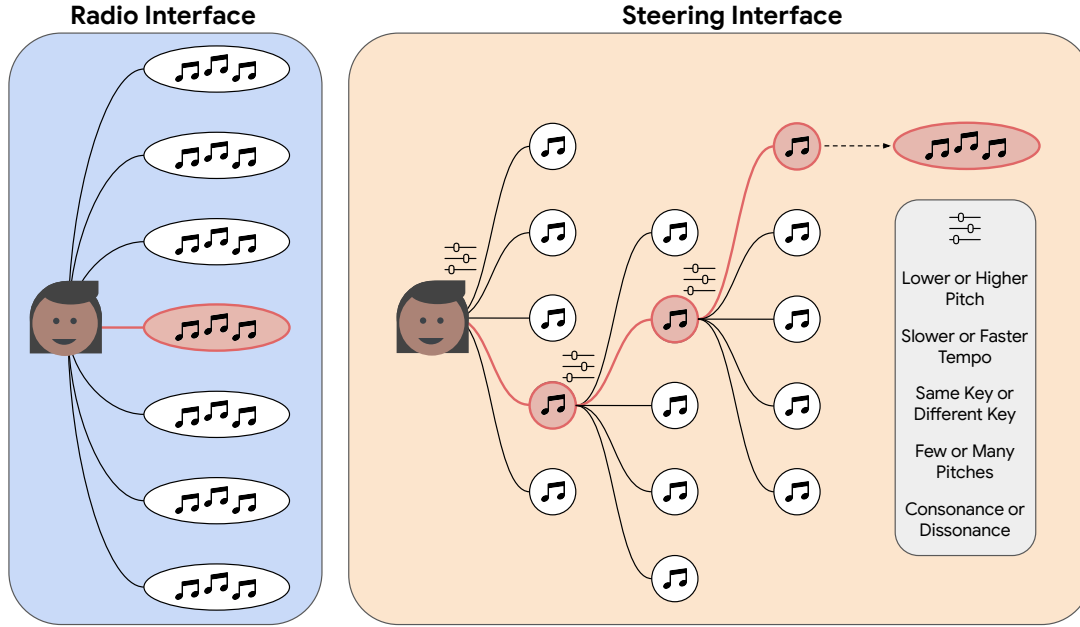 Radio Interface
Steering Interface
Lower or Higher
Pitch
Slower or Faster
Tempo
Same Key or
Different Key
Few or Many
Pitches
Consonance or
Dissonance